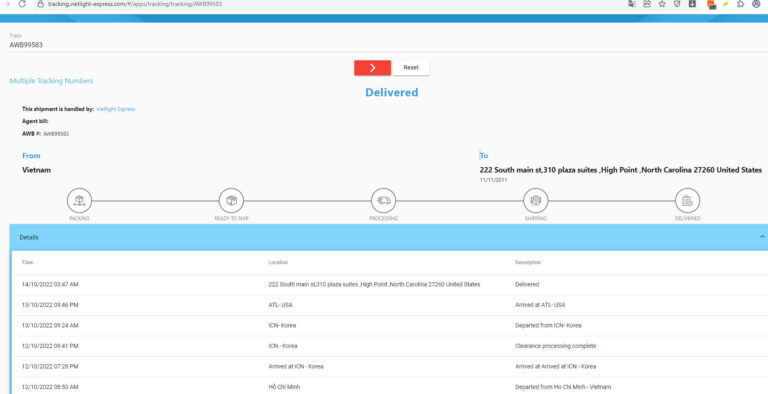 tracking.vietlight-express.com/#/apps/tracking/tracking/AWB99583
Track
AWB99583
Reset
Multiple Tracking Numbers
Delivered
This shipment is handled by: Vietlight Express
Agent bill:
AWB #: AWB99583
From
To
Vietnam
222 South main st,310 plaza suites ,High Point ,North Carolina 27260 United States
11/11/2011
PACKING
READY TO SHIP
PROCESSING
SHIPPING
DELIVERIED
Details
Time Location Description
14/10/2022 03:47 AM 222 South main st,310 plaza suites ,High Point ,North Carolina 27260 United States Delivered
13/10/2022 09:46 PM ATL- USA Arrived at ATL- USA
13/10/2022 09:24 AM ICN- Korea Departed from ICN- Korea
12/10/2022 09:41 PM ICN - Korea Clearance processing complete
12/10/2022 07:28 PM Arrived at ICN - Korea Arrived at Arrived at ICN - Korea
12/10/2022 08:50 AM Hồ Chí Minh Departed from Ho Chi Minh - Vietnam